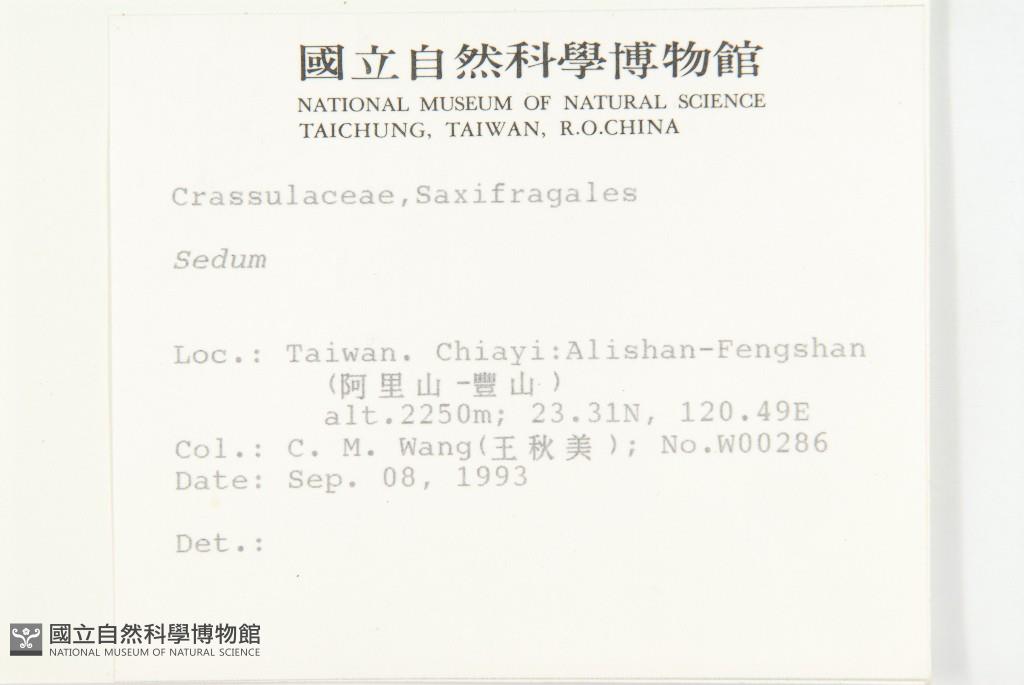 國立自然科學博物館
NATIONAL MUSEUM OF NATURAL SCIENCE
TAICHUNG, TAIWAN, R.O.CHINA
Crassulaceae,Saxifragales
Sedum
Loc.: Taiwan. Chiayi:Alishan-Fengshan
(阿里山-豐山)
alt.2250m; 23.31N, 120.49E
Col.: C. M. Wang(王秋美); No.W00286
Date: Sep. 08, 1993
Det.:
國立自然科學博物館
NATIONAL MUSEUM OF NATURAL SCIENCE